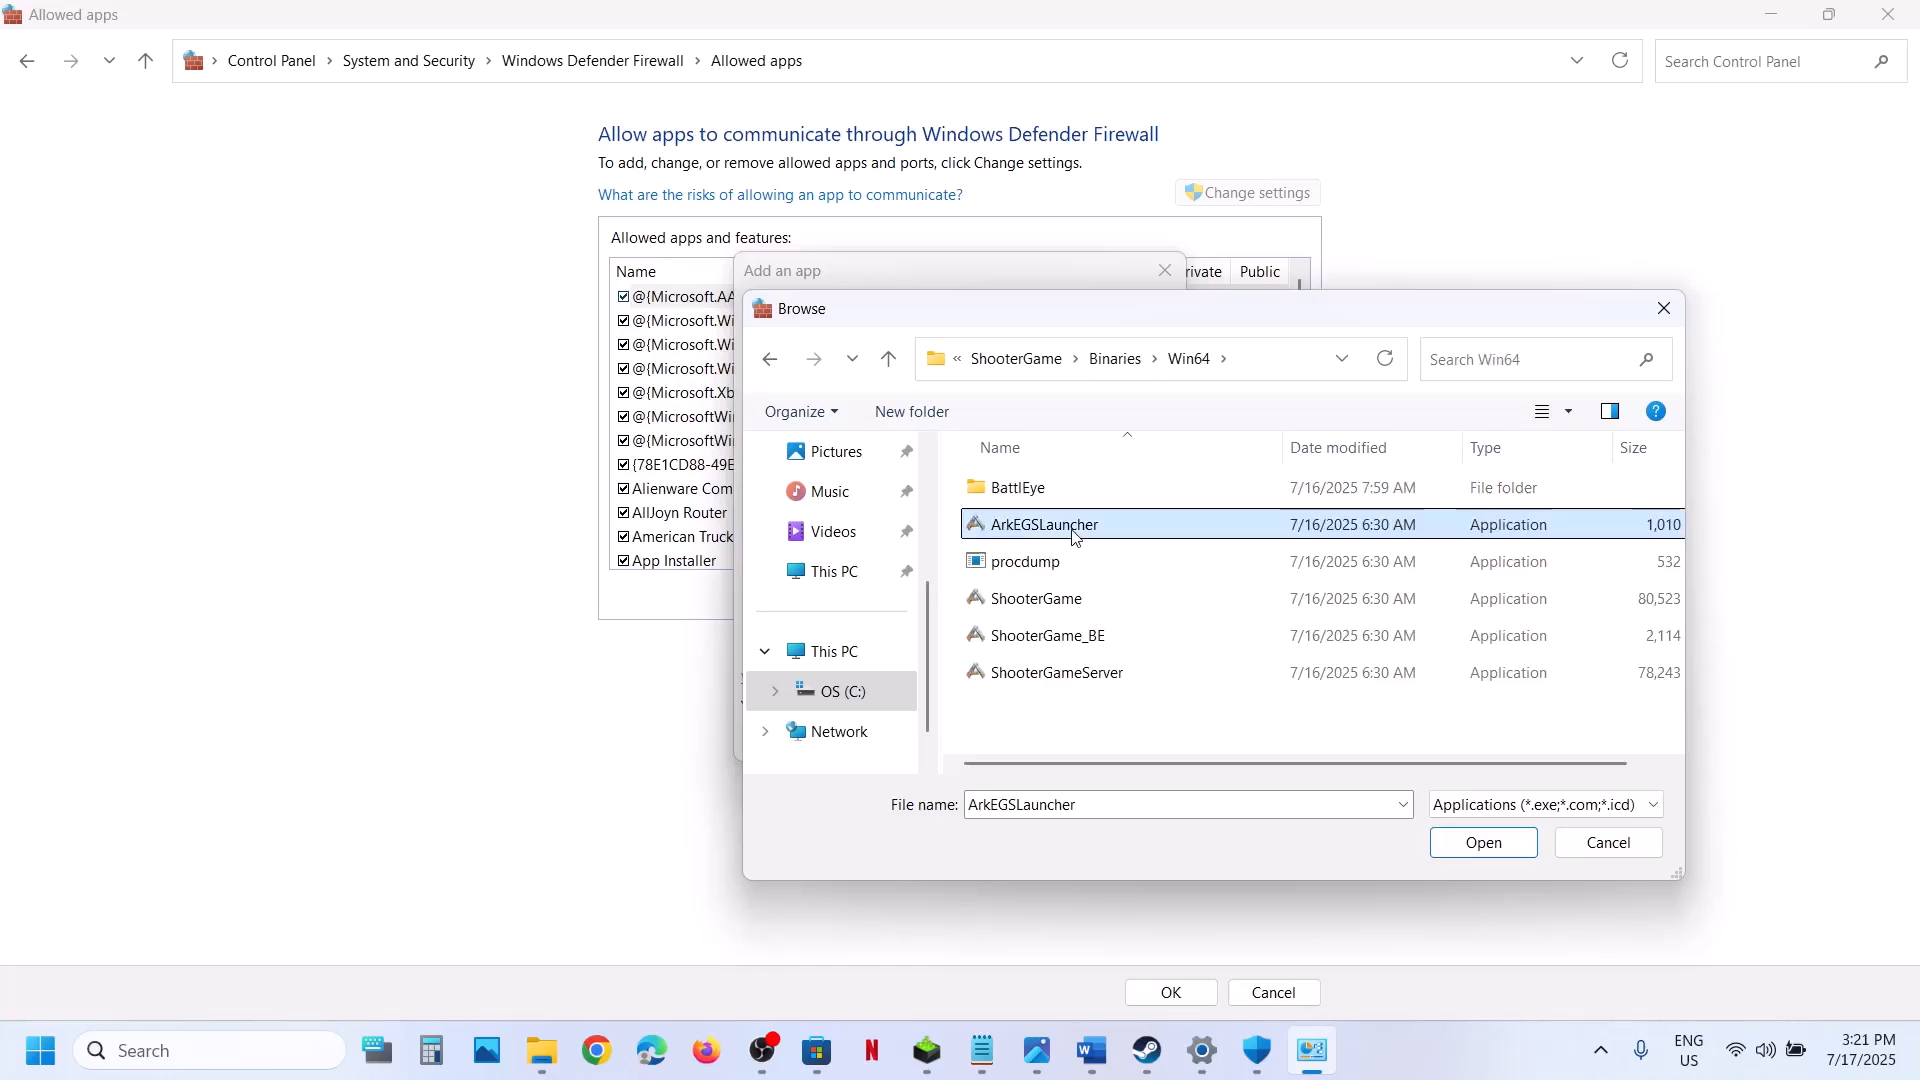 Allowed apps
Control Panel > System and Security > Windows Defender Firewall > Allowed apps
Search Control Panel
Allow apps to communicate through Windows Defender Firewall
To add, change, or remove allowed apps and ports, click Change settings.
What are the risks of allowing an app to communicate?
Change settings
Allowed apps and features:
Name
rivate
Public
@{Microsoft.AA
@{Microsoft.Wi
@{Microsoft.Wi
@{Microsoft.Wi
@{Microsoft.Xb
@{MicrosoftWi
@{MicrosoftWi
{78E1CD88-49E
Alienware Com
AllJoyn Router
American Truck
App Installer
Add an app
Browse
« ShooterGame > Binaries > Win64 >
Search Win64
Organize
New folder
Pictures
Music
Videos
This PC
This PC
OS (C:)
Network
Name Date modified Type Size
BattlEye 7/16/2025 7:59 AM File folder
ArkEGSLauncher 7/16/2025 6:30 AM Application 1,010
procdump 7/16/2025 6:30 AM Application 532
ShooterGame 7/16/2025 6:30 AM Application 80,523
ShooterGame_BE 7/16/2025 6:30 AM Application 2,114
ShooterGameServer 7/16/2025 6:30 AM Application 78,243
File name: ArkEGSLauncher
Applications (*.exe;*.com;*.icd)
Open
Cancel
OK
Cancel
Search
ENG
US
3:21 PM
7/17/2025